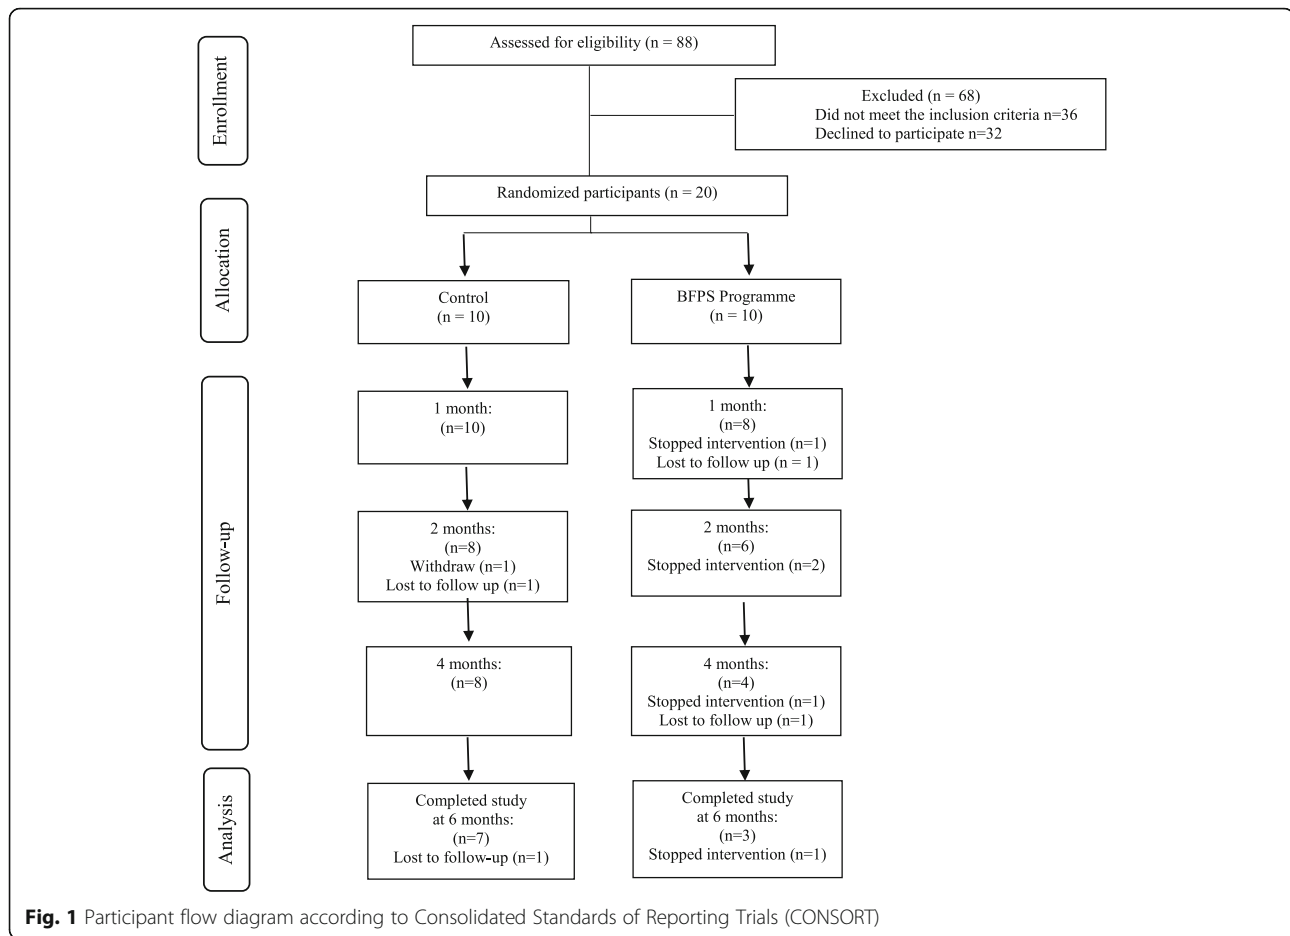 Enrollment
Assessed for eligibility (n = 88)
Excluded (n = 68)
Did not meet the inclusion criteria n=36
Declined to participate n=32
Randomized participants (n = 20)
Allocation
Control
(n = 10)
BFPS Programme
(n = 10)
Follow-up
1 month:
(n=10)
1 month:
(n=8)
Stopped intervention (n=1)
Lost to follow up (n = 1)
2 months:
(n=8)
Withdraw (n=1)
Lost to follow up (n=1)
2 months:
(n=6)
Stopped intervention (n=2)
4 months:
(n=8)
4 months:
(n=4)
Stopped intervention (n=1)
Lost to follow up (n=1)
Analysis
Completed study
at 6 months:
(n=7)
Lost to follow-up (n=1)
Completed study
at 6 months:
(n=3)
Stopped intervention (n=1)
Fig. 1 Participant flow diagram according to Consolidated Standards of Reporting Trials (CONSORT)